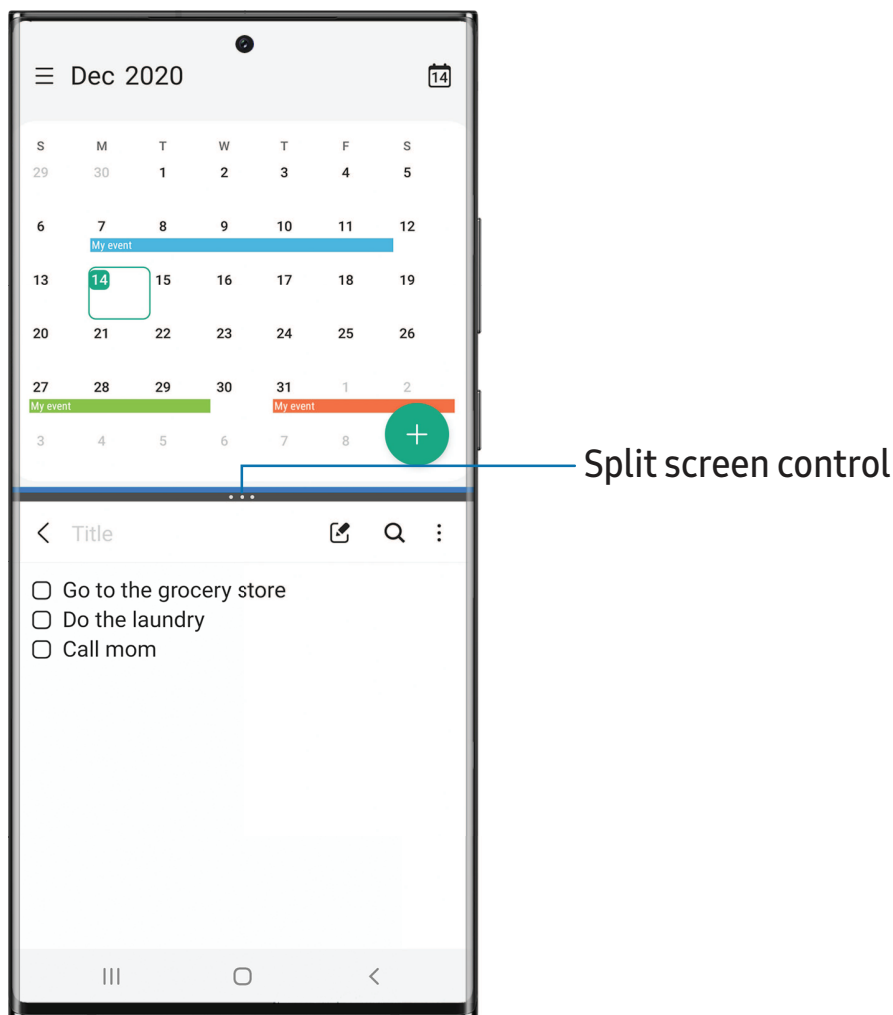 Dec 2020
14
S M T W T F S
29 30 1 2 3 4 5
6 7 8 9 10 11 12
My event
13 14 15 16 17 18 19
20 21 22 23 24 25 26
27 28 29 30 31 1 2
My event My event
3 4 5 6 7 8
Split screen control
Title
Go to the grocery store
Do the laundry
Call mom